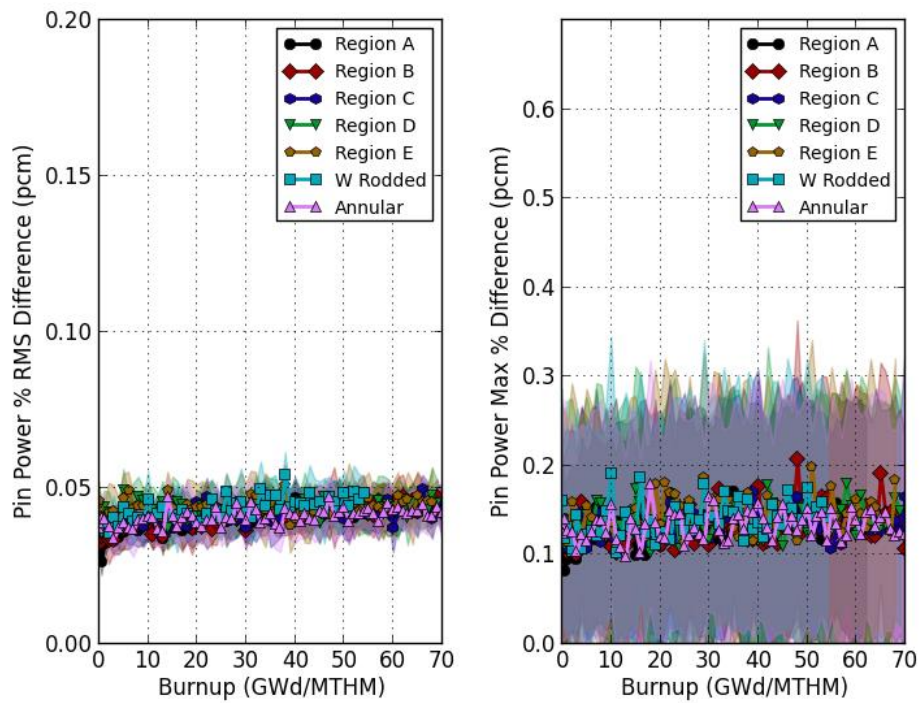 Pin Power % RMS Difference (pcm)
0.20
0.15
0.10
0.05
0.00
0 10 20 30 40 50 60 70
Burnup (GWd/MTHM)
Region A
Region B
Region C
Region D
Region E
W Rodded
Annular
Pin Power Max % Difference (pcm)
0.6
0.5
0.4
0.3
0.2
0.1
0.0
0 10 20 30 40 50 60 70
Burnup (GWd/MTHM)
Region A
Region B
Region C
Region D
Region E
W Rodded
Annular